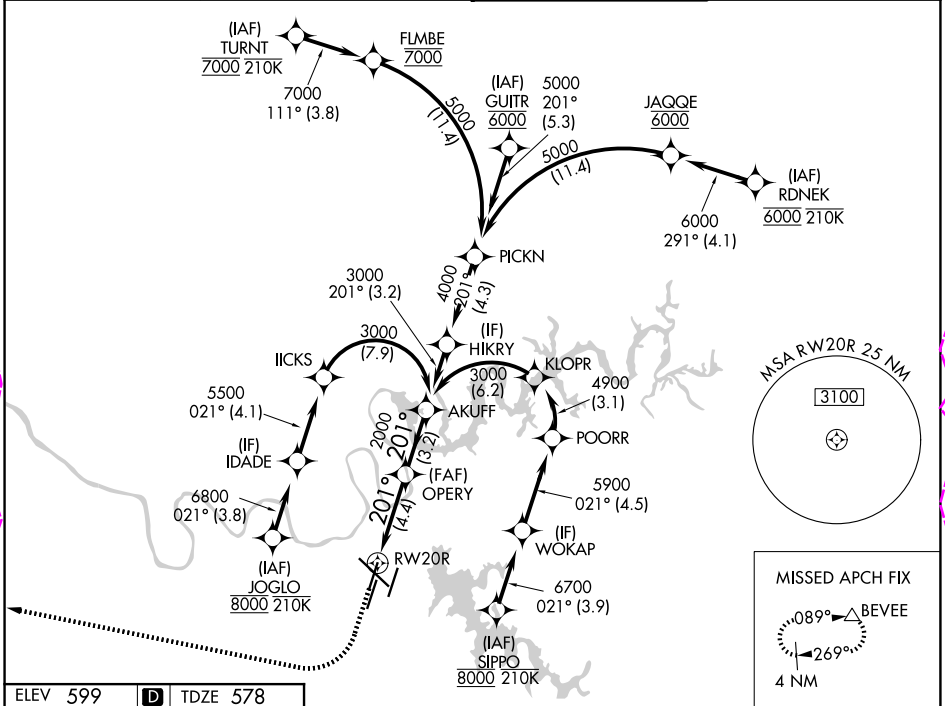 (IAF)
TURNT
7000 210K
FLMBE
7000
7000
111° (3.8)
5000
(11.4)
(IAF)
GUITR
6000
5000
201°
(5.3)
JAQQE
6000
5000
(11.4)
(IAF)
RDNEK
6000 210K
6000
291° (4.1)
PICKN
4000
201°
(4.3)
3000
201° (3.2)
(IF)
HIKRY
IICKS
3000
(7.9)
KLOPR
3000
(6.2)
4900
(3.1)
5500
021° (4.1)
AKUFF
POORR
(IF)
IDADE
2000
201°
(3.2)
(FAF)
OPERY
5900
021° (4.5)
6800
021° (3.8)
201°
(4.4)
(IF)
WOKAP
(IAF)
JOGLO
8000 210K
RW20R
6700
021° (3.9)
(IAF)
SIPPO
8000 210K
MSA RW20R 25 NM
3100
MISSED APCH FIX
089°
BEVEE
269°
4 NM
ELEV 599
D
TDZE 578